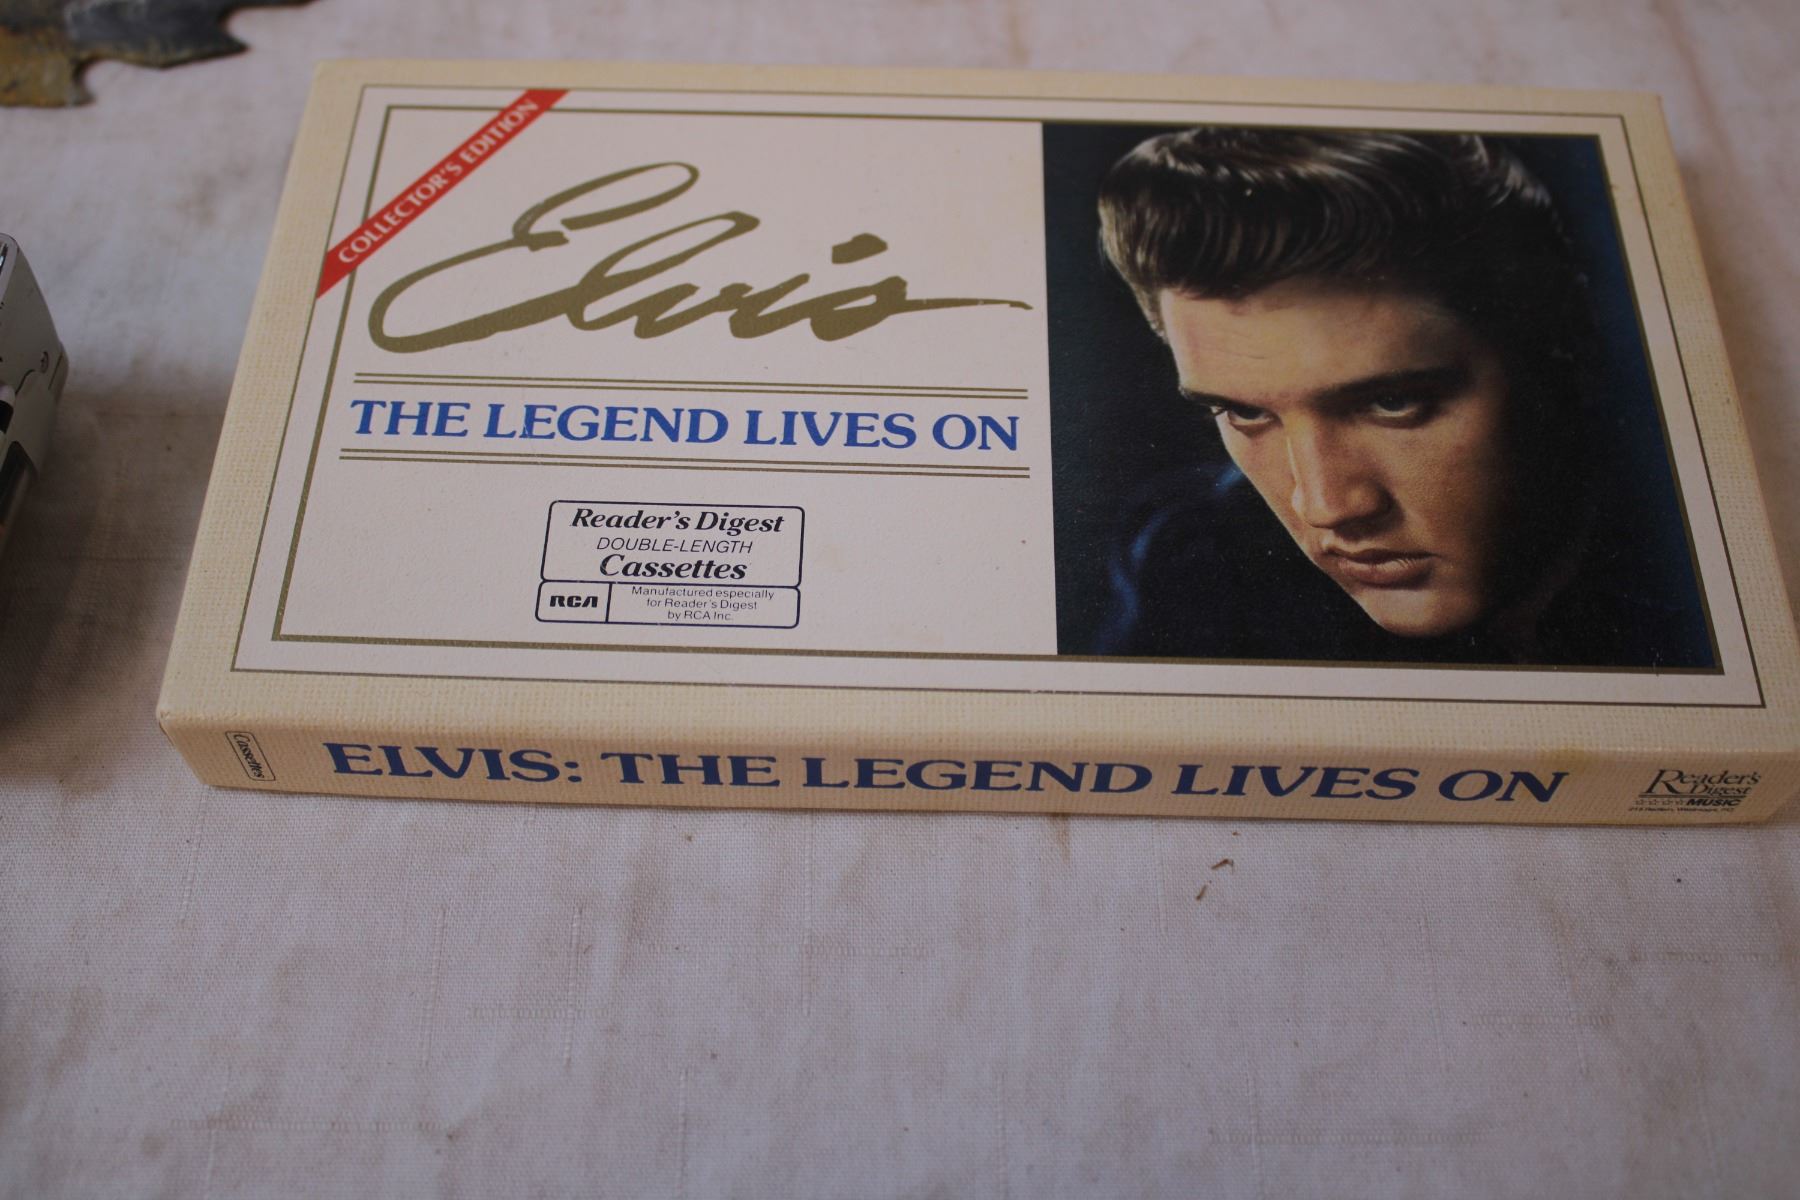 COLLECTOR'S EDITION
Elvis
THE LEGEND LIVES ON
Reader's Digest
DOUBLE-LENGTH
Cassettes
RCA
Manufactured especially
for Reader's Digest
by RCA Inc.
Cassettes
ELVIS: THE LEGEND LIVES ON
Reader's
Digest
MUSIC